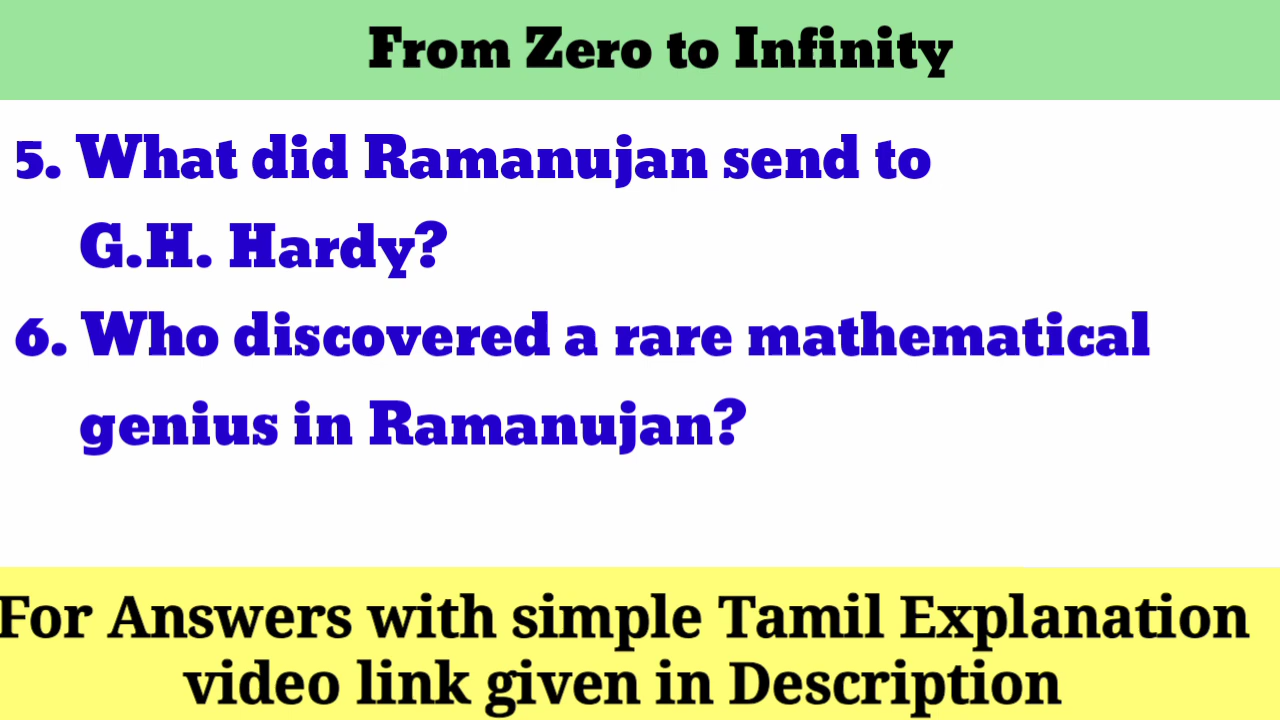 From Zero to Infinity
5. What did Ramanujan send to
G.H. Hardy?
6. Who discovered a rare mathematical
genius in Ramanujan?
For Answers with simple Tamil Explanation
video link given in Description